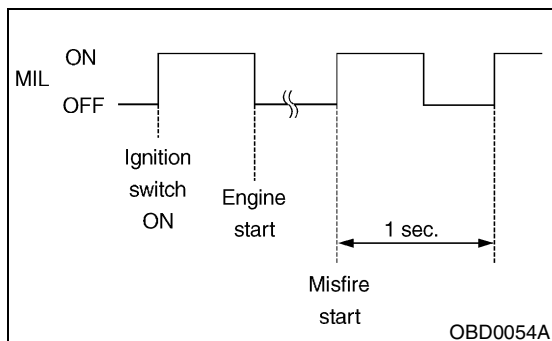 ON
MIL
OFF
Ignition
switch
ON
Engine
start
1 sec.
Misfire
start
OBD0054A